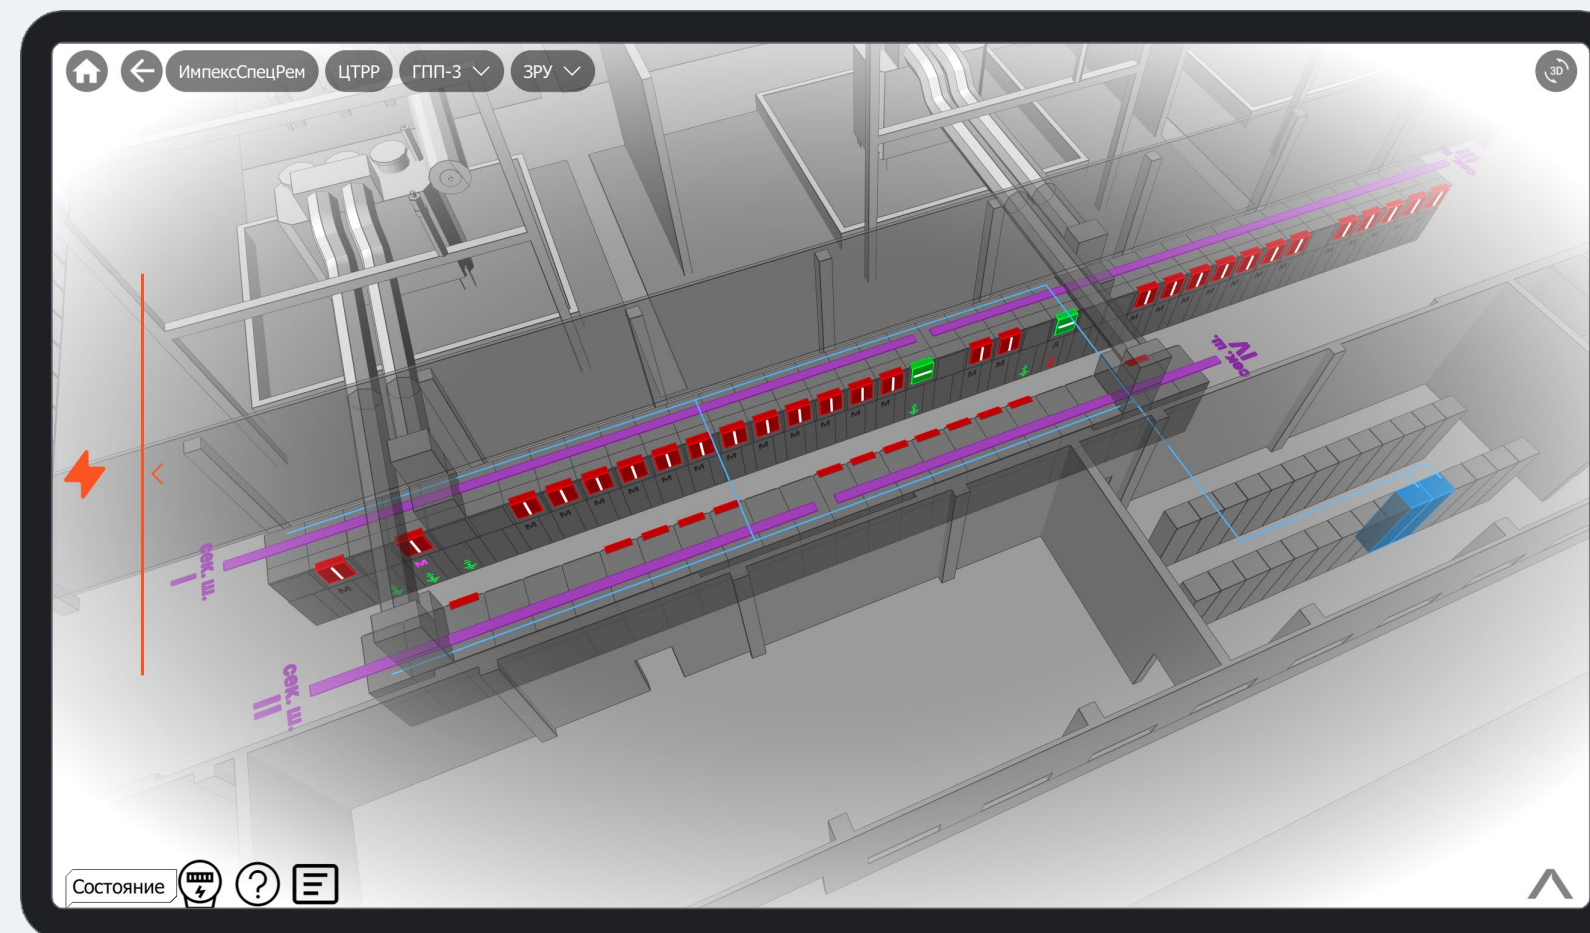 ИмпексСпецРем
ЦТРР
ГПП-3
ЗРУ
3D
сек. ш.
I
сек. ш.
II
сек. ш.
IV
Состояние
?